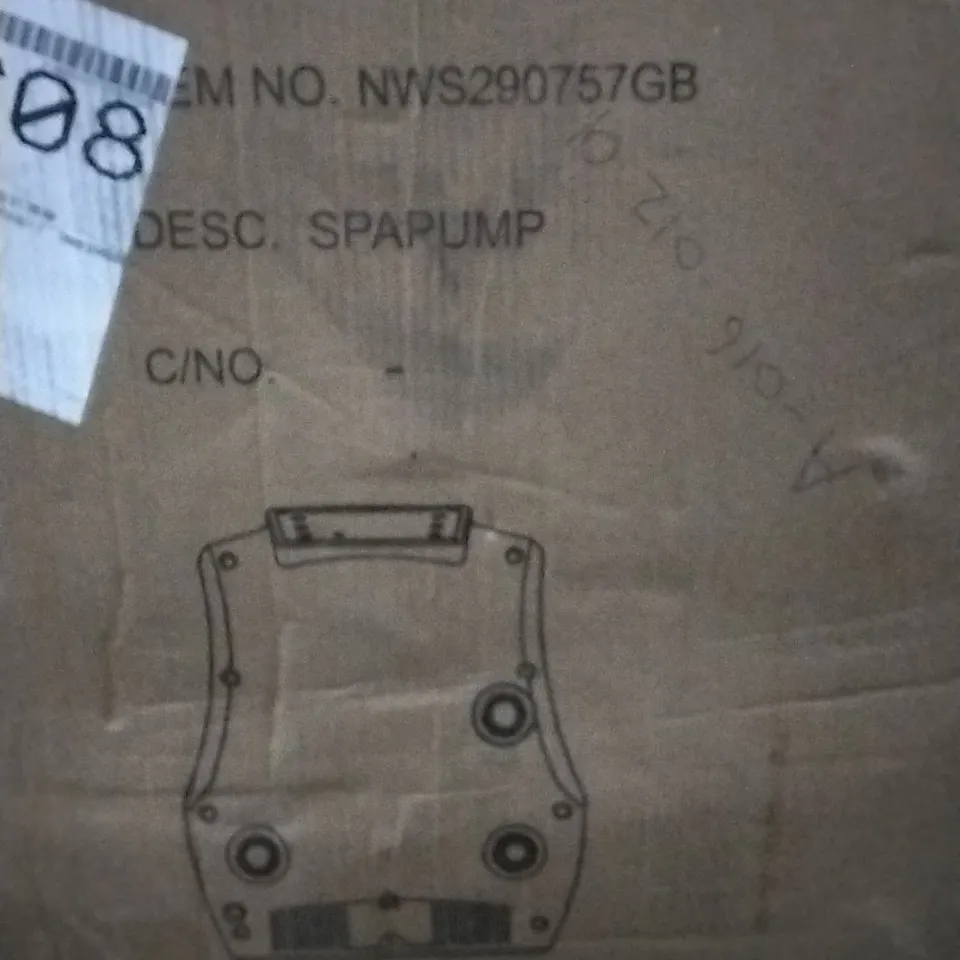 08
EM NO. NWS290757GB
DESC. SPAPUMP
C/NO. -